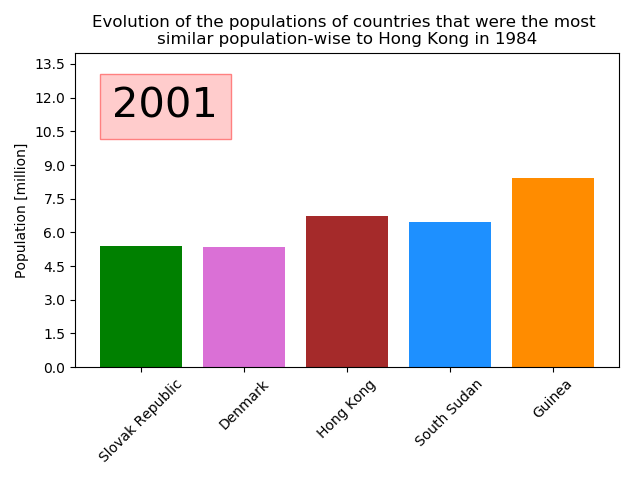 Evolution of the populations of countries that were the most
similar population-wise to Hong Kong in 1984
2001
Population [million]
13.5
12.0
10.5
9.0
7.5
6.0
4.5
3.0
1.5
0.0
Slovak Republic
Denmark
Hong Kong
South Sudan
Guinea